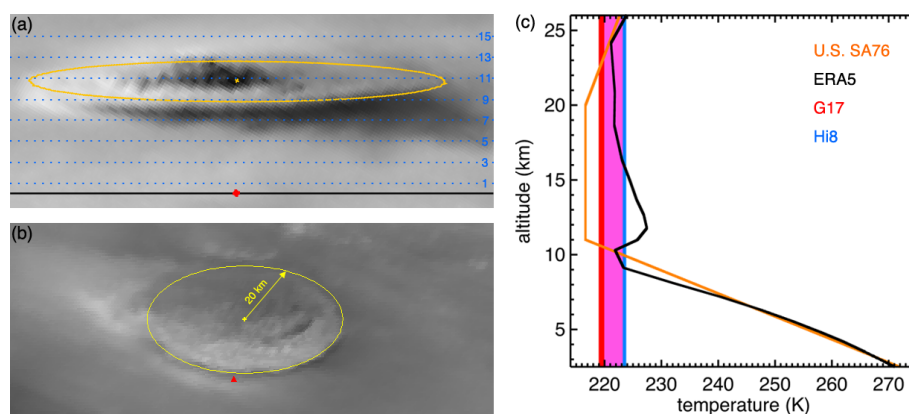 (a)
15
13
11
9
7
5
3
1
(b)
20 km
(c)
U.S. SA76
ERA5
G17
Hi8
25
20
15
10
5
altitude (km)
220 230 240 250 260 270
temperature (K)